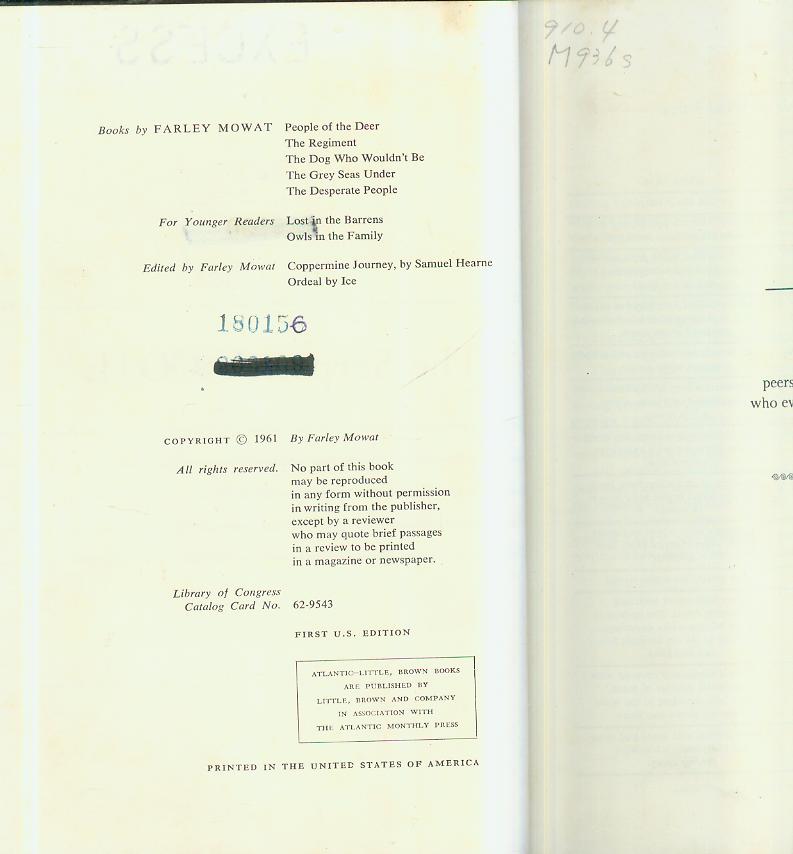 Books by FARLEY MOWAT People of the Deer
The Regiment
The Dog Who Wouldn't Be
The Grey Seas Under
The Desperate People
For Younger Readers Lost in the Barrens
Owls in the Family
Edited by Farley Mowat Coppermine Journey, by Samuel Hearne
Ordeal by Ice
180156
COPYRIGHT © 1961 By Farley Mowat
All rights reserved. No part of this book
may be reproduced
in any form without permission
in writing from the publisher,
except by a reviewer
who may quote brief passages
in a review to be printed
in a magazine or newspaper.
Library of Congress
Catalog Card No. 62-9543
FIRST U.S. EDITION
ATLANTIC-LITTLE, BROWN BOOKS
ARE PUBLISHED BY
LITTLE, BROWN AND COMPANY
IN ASSOCIATION WITH
THE ATLANTIC MONTHLY PRESS
PRINTED IN THE UNITED STATES OF AMERICA
910.4
M936s
peers
who ev